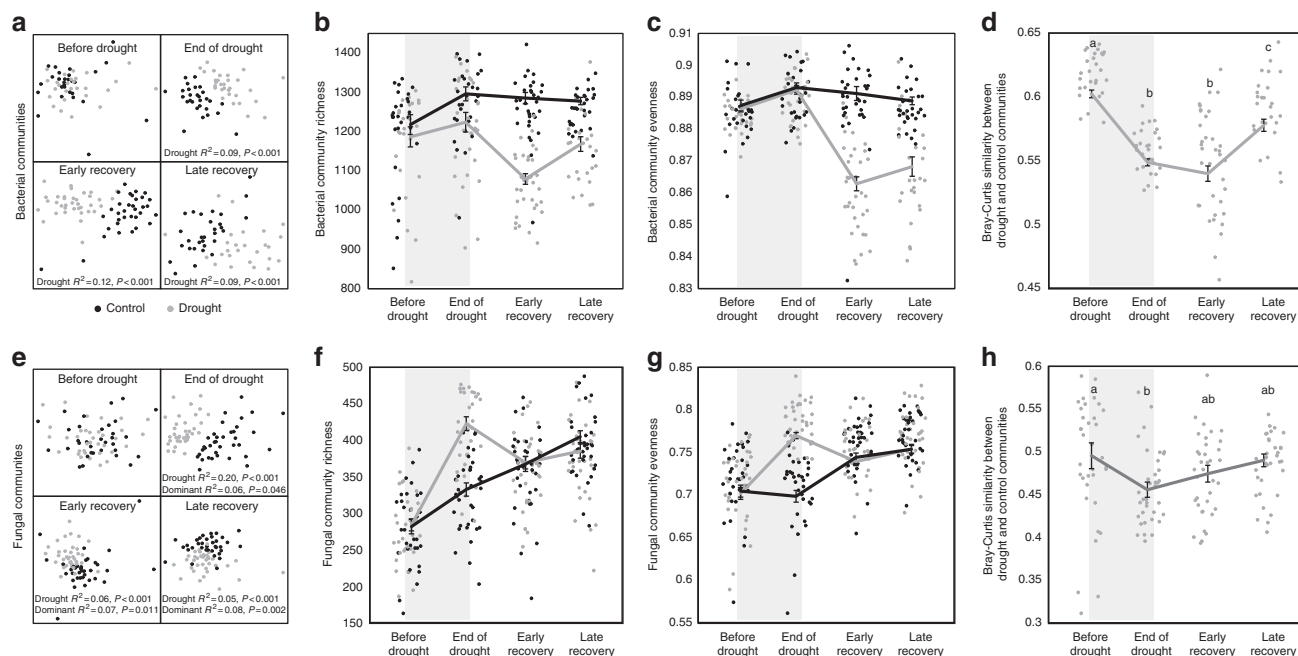 a
Before drought
End of drought
Drought R²=0.09, P<0.001
Early recovery
Late recovery
Drought R²=0.12, P<0.001
Drought R²=0.09, P<0.001
Bacterial communities
Control
Drought
b
Bacterial community richness
1400
1300
1200
1100
1000
900
800
Before drought
End of drought
Early recovery
Late recovery
c
Bacterial community evenness
0.91
0.9
0.89
0.88
0.87
0.86
0.85
0.84
0.83
Before drought
End of drought
Early recovery
Late recovery
d
Bray-Curtis similarity between
drought and control communities
0.65
0.6
0.55
0.5
0.45
a
b
b
c
Before drought
End of drought
Early recovery
Late recovery
e
Before drought
End of drought
Drought R²=0.20, P<0.001
Dominant R²=0.06, P=0.046
Early recovery
Late recovery
Drought R²=0.06, P<0.001
Dominant R²=0.07, P=0.011
Drought R²=0.05, P<0.001
Dominant R²=0.08, P=0.002
Fungal communities
f
Fungal community richness
500
450
400
350
300
250
200
150
Before drought
End of drought
Early recovery
Late recovery
g
Fungal community evenness
0.85
0.8
0.75
0.7
0.65
0.6
0.55
Before drought
End of drought
Early recovery
Late recovery
h
Bray-Curtis similarity between
drought and control communities
0.6
0.55
0.5
0.45
0.4
0.35
0.3
a
b
ab
ab
Before drought
End of drought
Early recovery
Late recovery